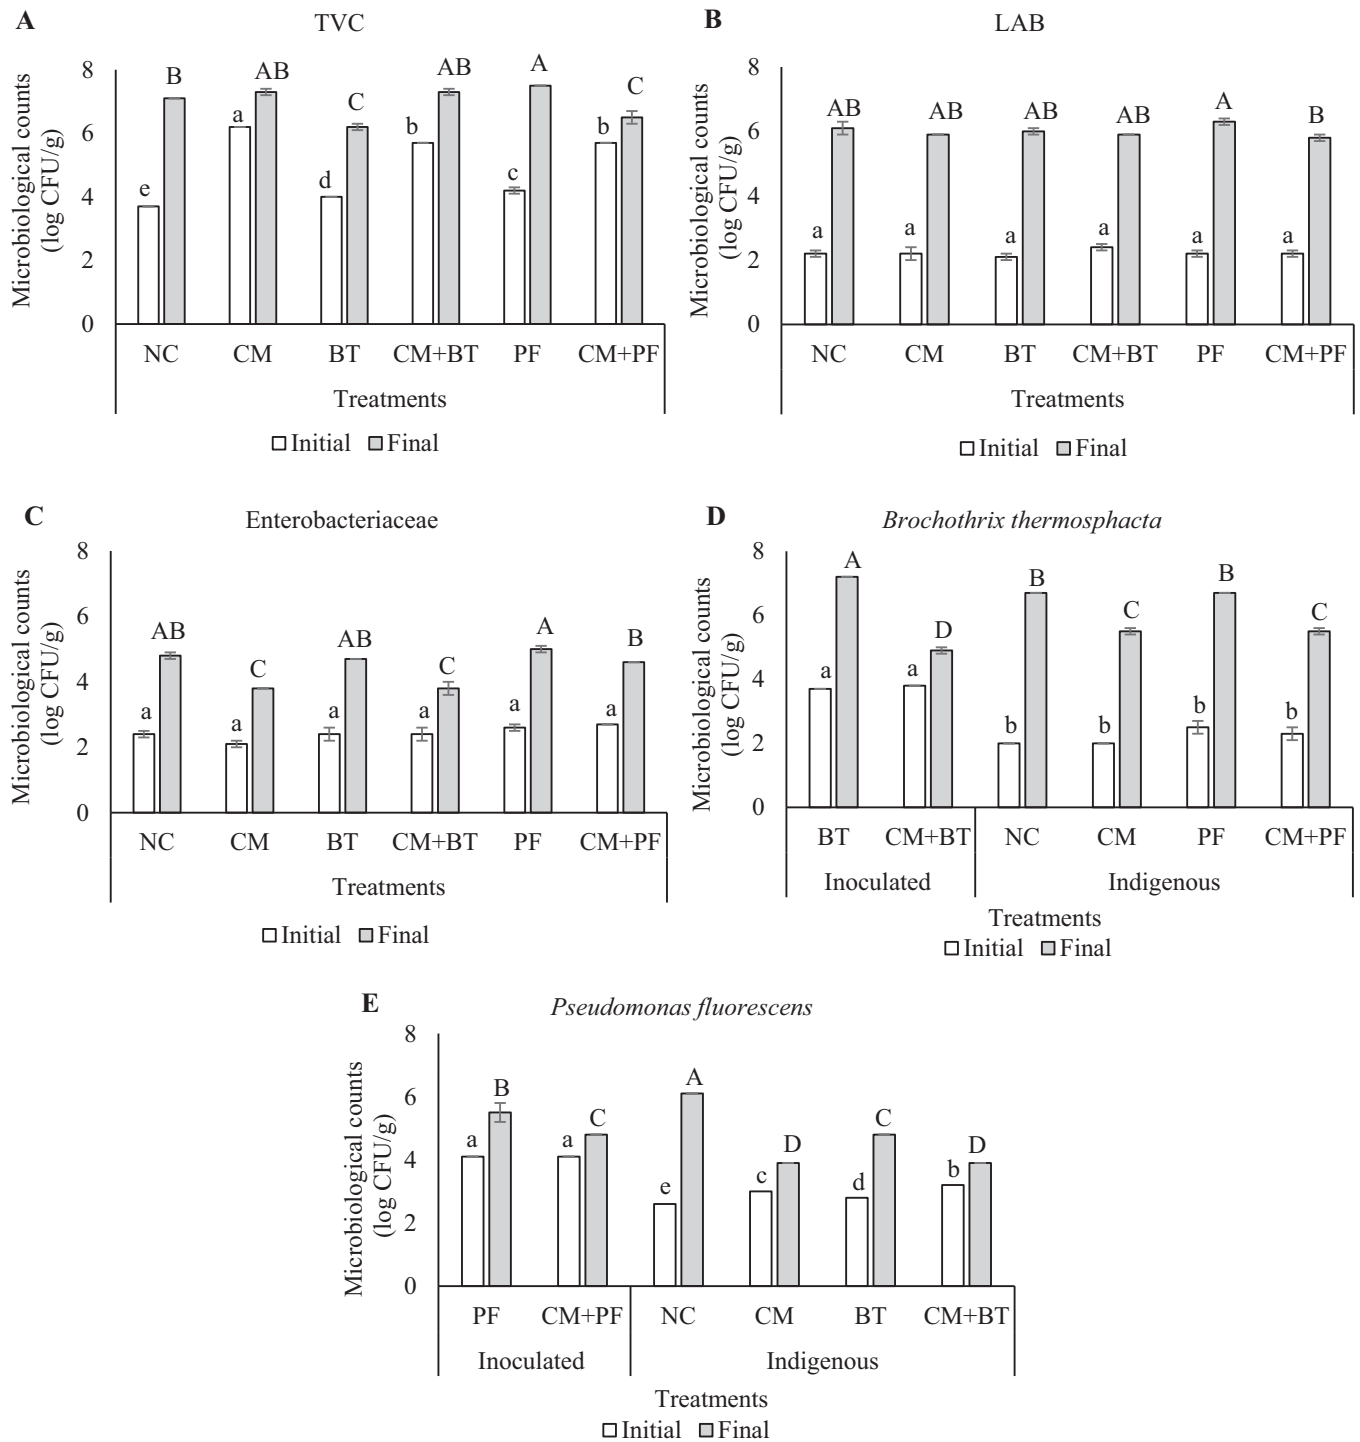 A
TVC
Microbiological counts
(log CFU/g)
8
6
4
2
0
e
B
a
AB
d
C
b
AB
c
A
b
C
NC CM BT CM+BT PF CM+PF
Treatments
Initial Final
B
LAB
Microbiological counts
(log CFU/g)
8
6
4
2
0
a
AB
a
AB
a
AB
a
AB
a
A
a
B
NC CM BT CM+BT PF CM+PF
Treatments
Initial Final
C
Enterobacteriaceae
Microbiological counts
(log CFU/g)
8
6
4
2
0
a
AB
a
C
a
AB
a
C
a
A
a
B
NC CM BT CM+BT PF CM+PF
Treatments
Initial Final
D
Brochothrix thermosphacta
Microbiological counts
(log CFU/g)
8
6
4
2
0
a
A
a
D
b
B
b
C
b
B
b
C
BT CM+BT NC CM PF CM+PF
Inoculated Indigenous
Treatments
Initial Final
E
Pseudomonas fluorescens
Microbiological counts
(log CFU/g)
8
6
4
2
0
a
B
a
C
e
A
c
D
d
C
b
D
PF CM+PF NC CM BT CM+BT
Inoculated Indigenous
Treatments
Initial Final